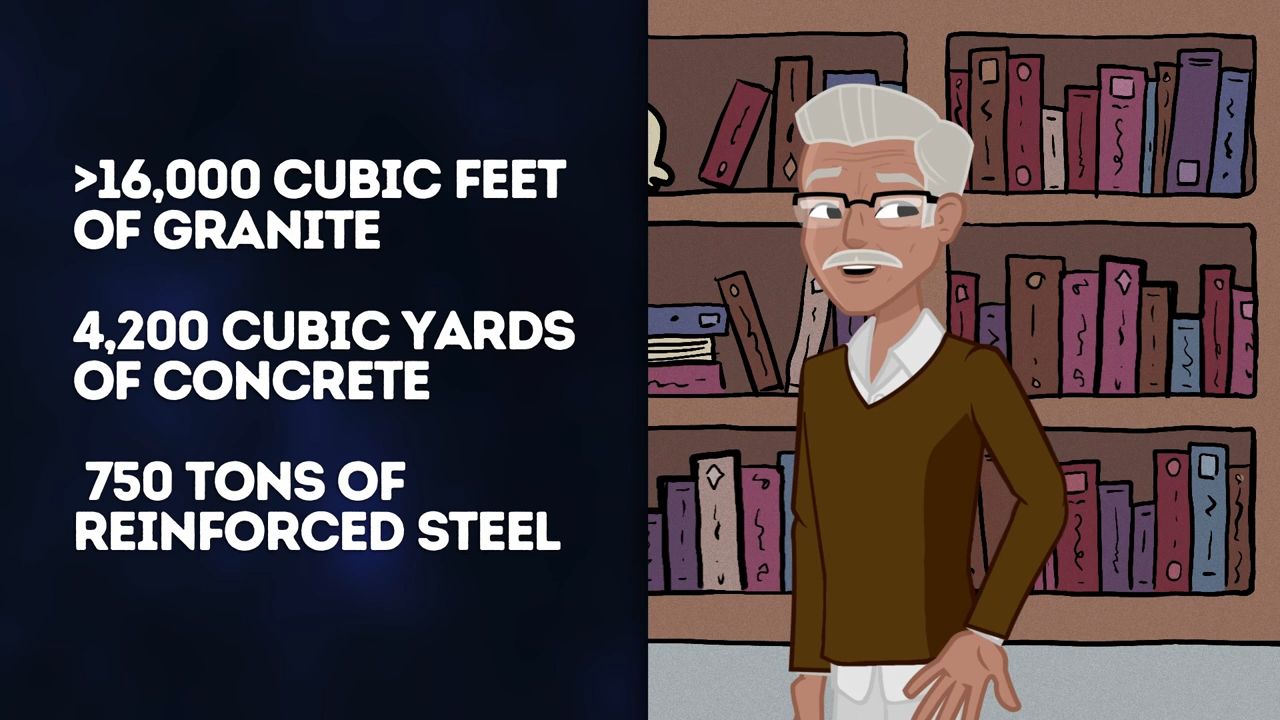 >16,000 CUBIC FEET
OF GRANITE
4,200 CUBIC YARDS
OF CONCRETE
750 TONS OF
REINFORCED STEEL